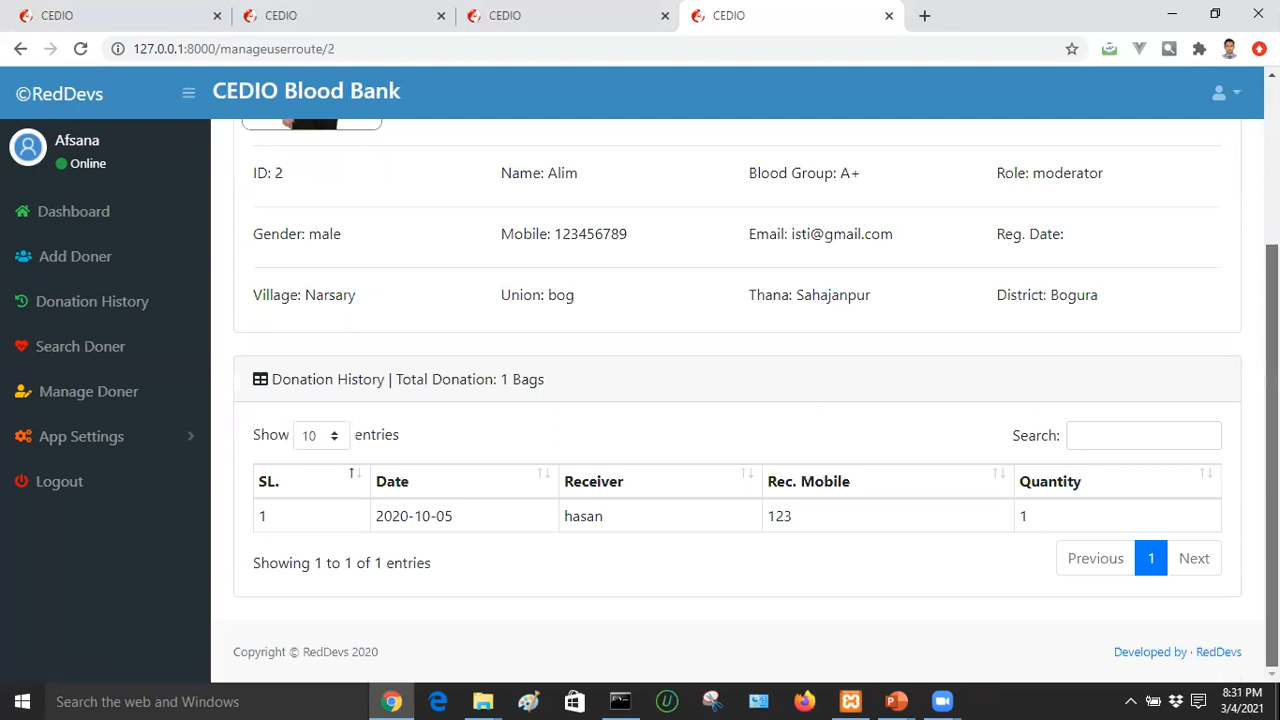 CEDIO
CEDIO
CEDIO
CEDIO
127.0.0.1:8000/manageuserroute/2
©RedDevs
CEDIO Blood Bank
Afsana
Online
Dashboard
Add Doner
Donation History
Search Doner
Manage Doner
App Settings
Logout
ID: 2 Name: Alim Blood Group: A+ Role: moderator
Gender: male Mobile: 123456789 Email: isti@gmail.com Reg. Date:
Village: Narsary Union: bog Thana: Sahajanpur District: Bogura
Donation History | Total Donation: 1 Bags
Show 10 entries Search:
SL. Date Receiver Rec. Mobile Quantity
1 2020-10-05 hasan 123 1
Showing 1 to 1 of 1 entries
Previous 1 Next
Copyright © RedDevs 2020
Developed by · RedDevs
Search the web and Windows
8:31 PM
3/4/2021